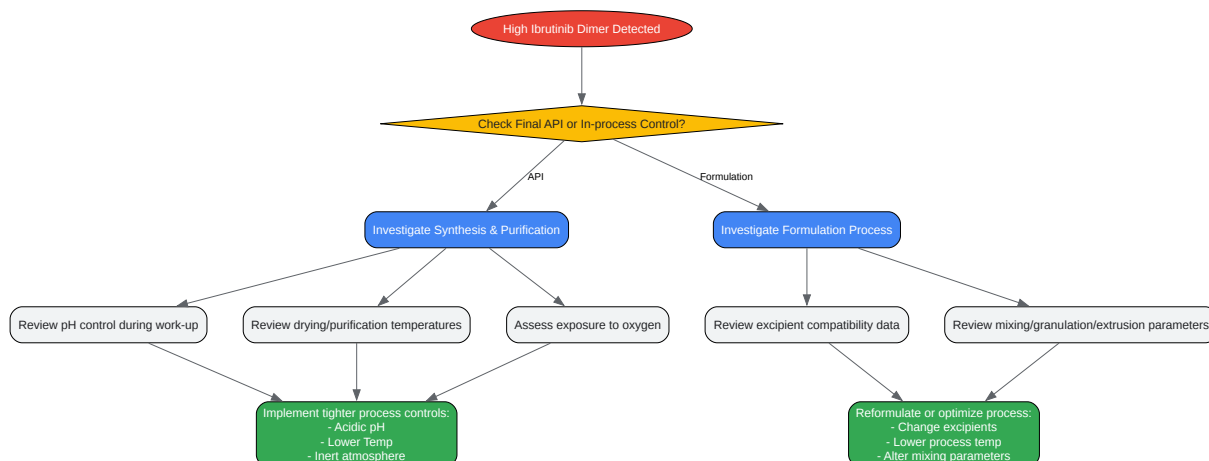 High Ibrutinib Dimer Detected
Check Final API or In-process Control?
API
Formulation
Investigate Synthesis & Purification
Investigate Formulation Process
Review pH control during work-up
Review drying/purification temperatures
Assess exposure to oxygen
Review excipient compatibility data
Review mixing/granulation/extrusion parameters
Implement tighter process controls:
- Acidic pH
- Lower Temp
- Inert atmosphere
Reformulate or optimize process:
- Change excipients
- Lower process temp
- Alter mixing parameters